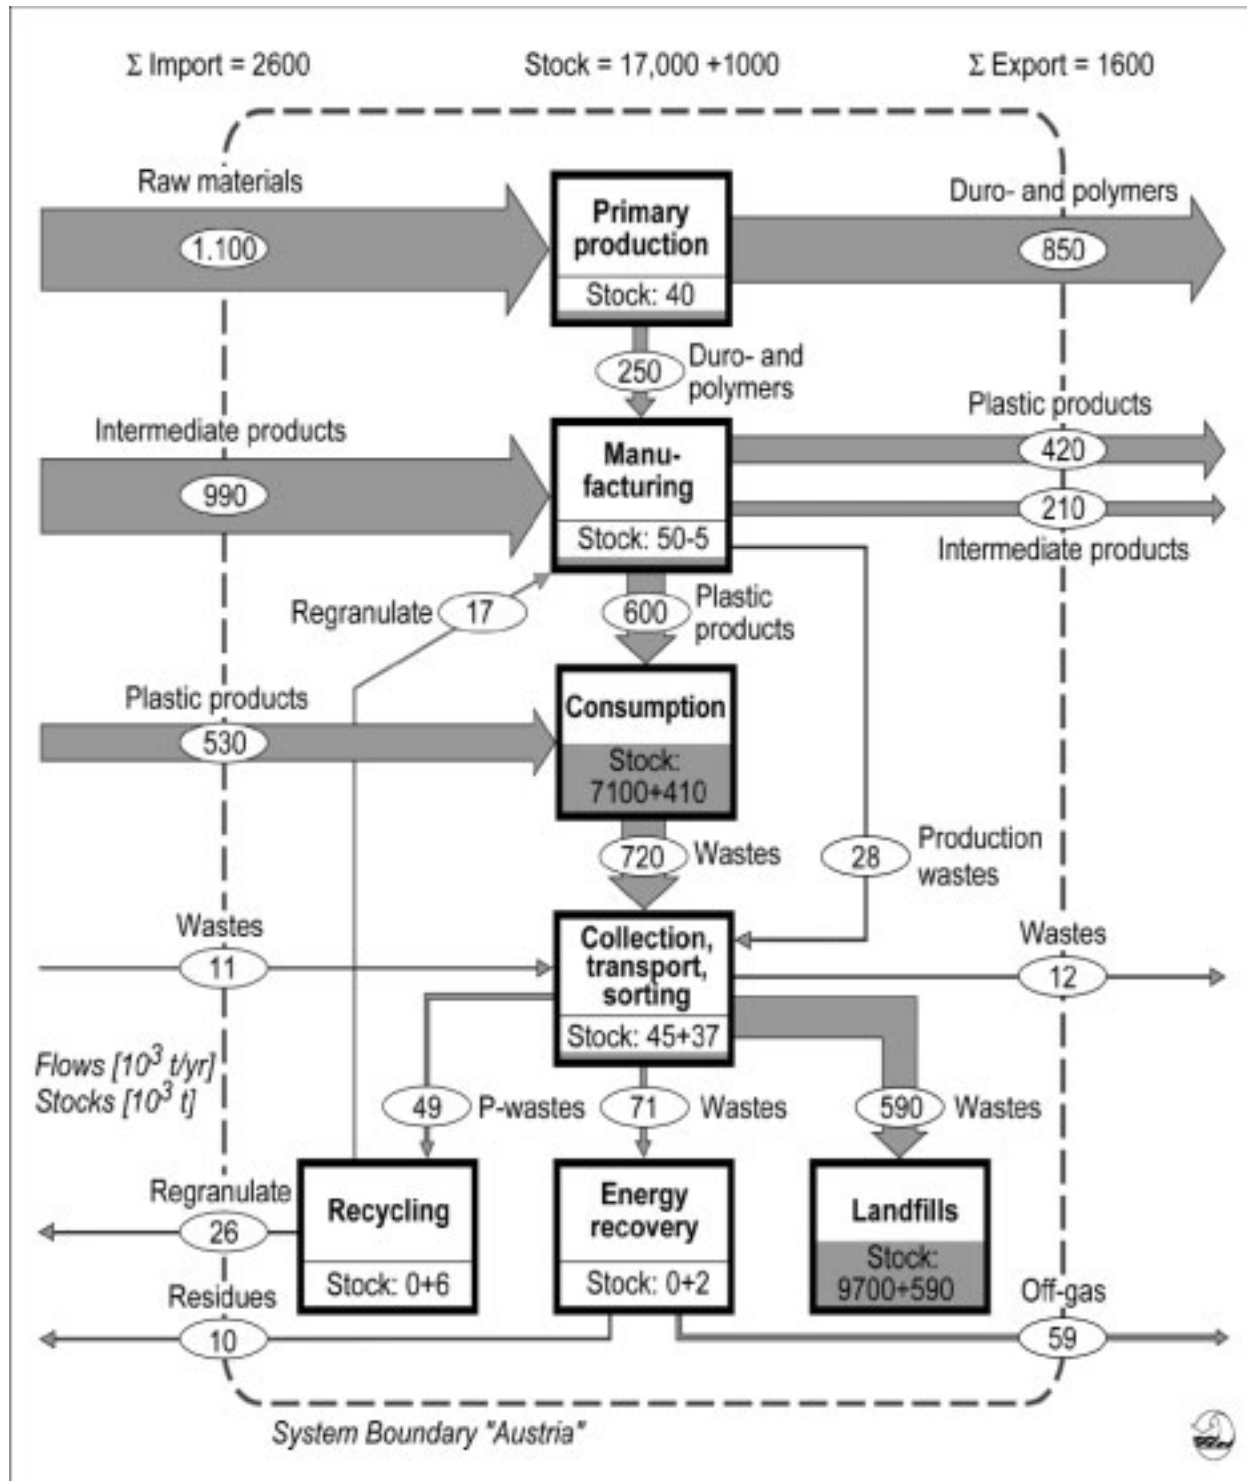 Σ Import = 2600
Stock = 17,000 +1000
Σ Export = 1600
Raw materials
1.100
Primary
production
Stock: 40
Duro- and polymers
850
250
Duro- and
polymers
Intermediate products
990
Manu-
facturing
Stock: 50-5
Plastic products
420
210
Intermediate products
Regranulate
17
600
Plastic
products
Plastic products
530
Consumption
Stock:
7100+410
720
Wastes
28
Production
wastes
Wastes
11
Collection,
transport,
sorting
Stock: 45+37
Wastes
12
Flows [10³ t/yr]
Stocks [10³ t]
49
P-wastes
71
Wastes
590
Wastes
Regranulate
26
Recycling
Stock: 0+6
Energy
recovery
Stock: 0+2
Landfills
Stock:
9700+590
Residues
10
Off-gas
59
System Boundary "Austria"